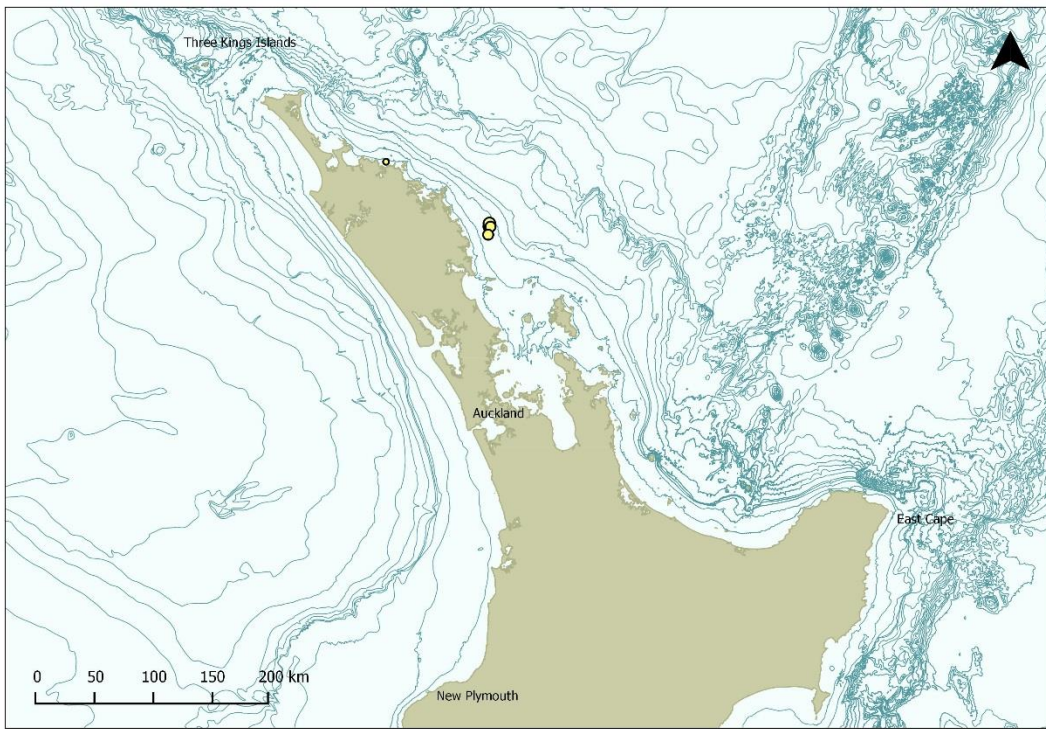 Three Kings Islands
Auckland
East Cape
0 50 100 150 200 km
New Plymouth